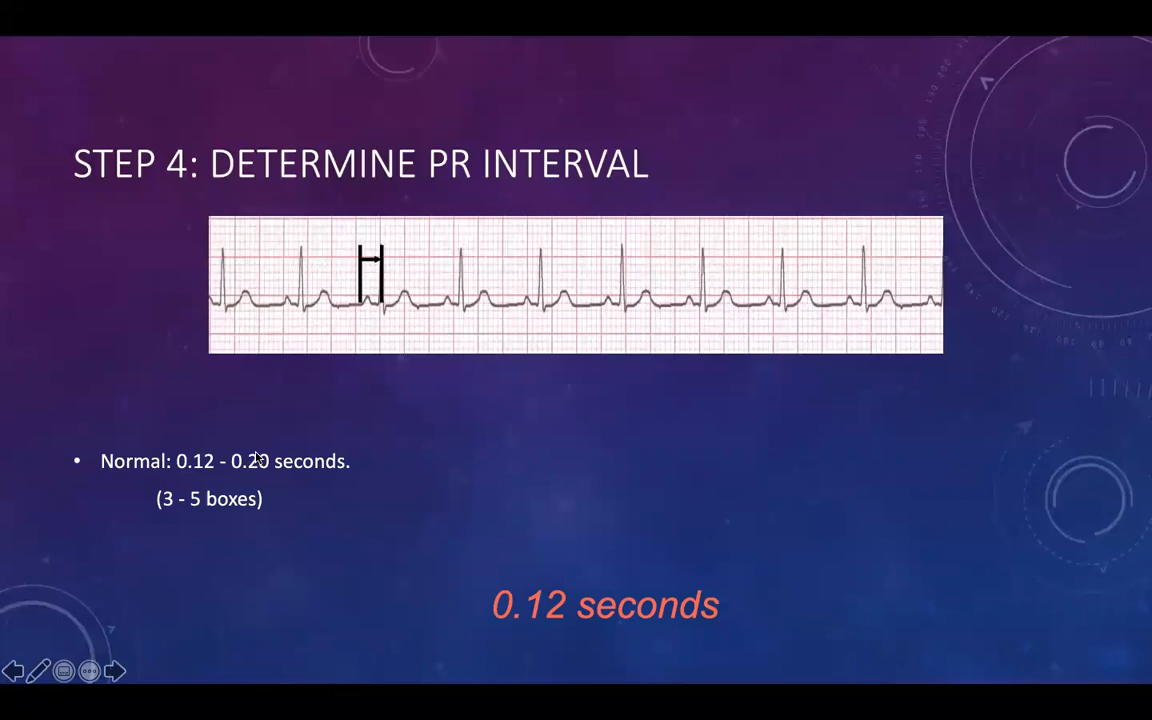 STEP 4: DETERMINE PR INTERVAL
• Normal: 0.12 - 0.20 seconds.
(3 - 5 boxes)
0.12 seconds